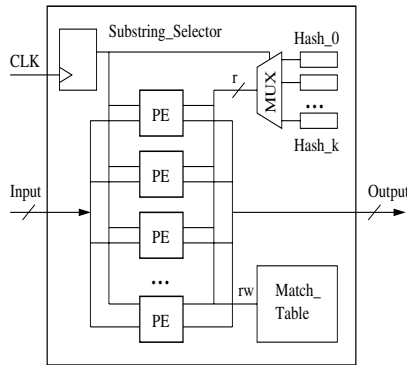 Substring_Selector
Hash_0
CLK
r
MUX
PE
...
Hash_k
PE
Input
Output
PE
...
rw
Match_
Table
PE